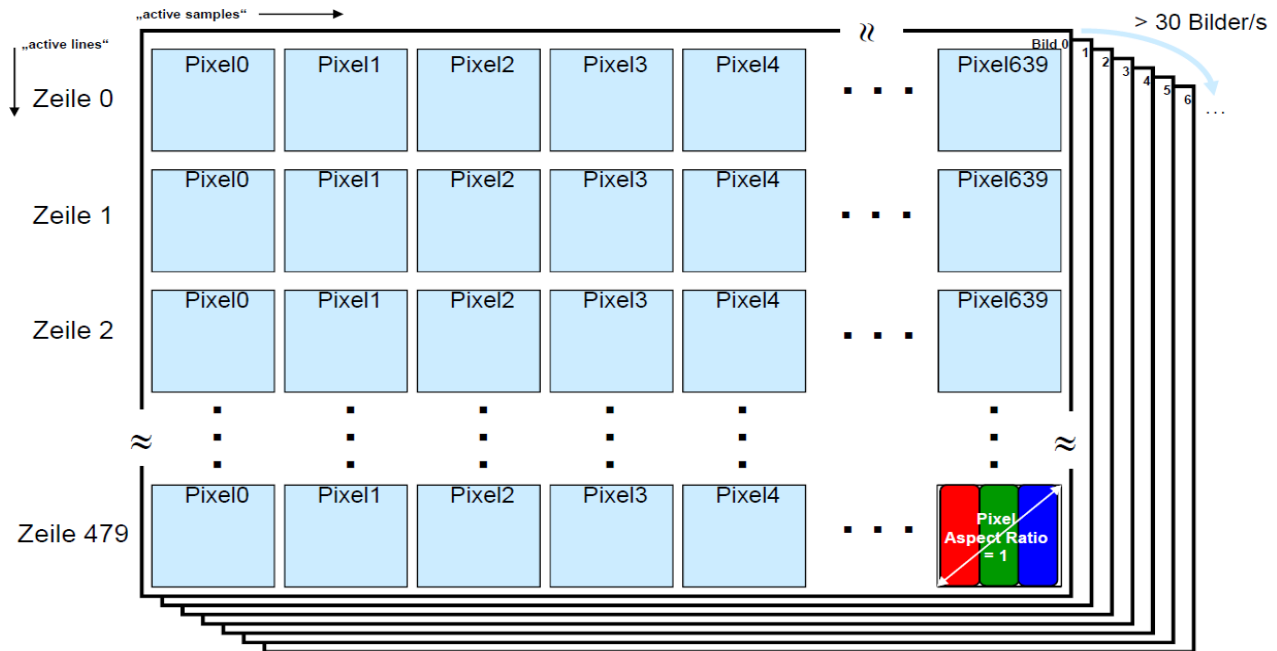 „active samples“
> 30 Bilder/s
„active lines“
Bild 0 1 2 3 4 5 6 ...
Zeile 0 Pixel0 Pixel1 Pixel2 Pixel3 Pixel4 ... Pixel639
Zeile 1 Pixel0 Pixel1 Pixel2 Pixel3 Pixel4 ... Pixel639
Zeile 2 Pixel0 Pixel1 Pixel2 Pixel3 Pixel4 ... Pixel639
Zeile 479 Pixel0 Pixel1 Pixel2 Pixel3 Pixel4 ...
Pixel
Aspect Ratio
= 1